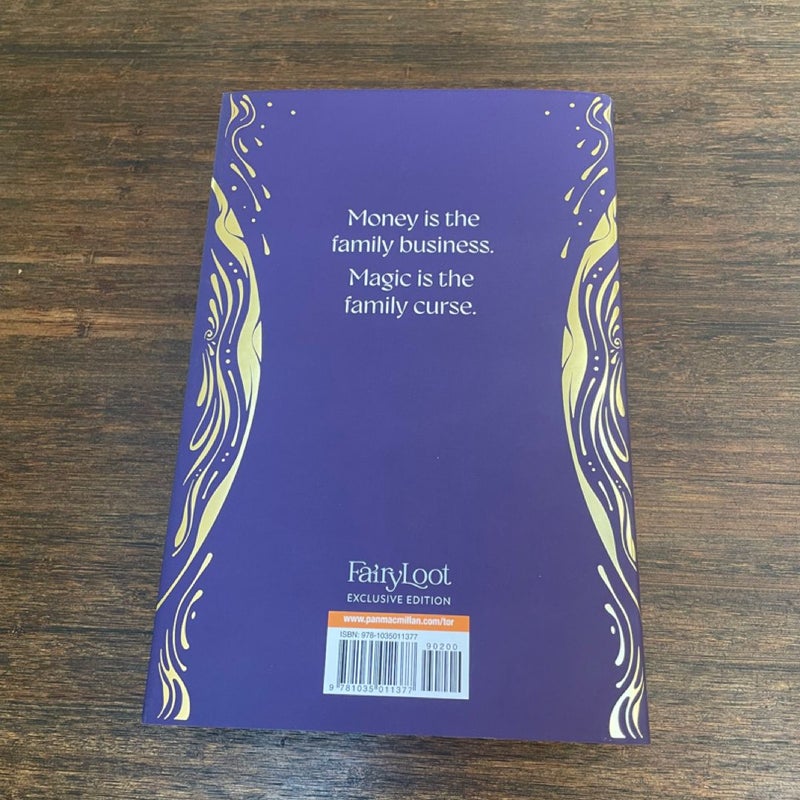 Money is the
family business.
Magic is the
family curse.
FairyLoot
EXCLUSIVE EDITION
www.panmacmillan.com/tor
ISBN: 978-1035011377
90200
9 781035 011377